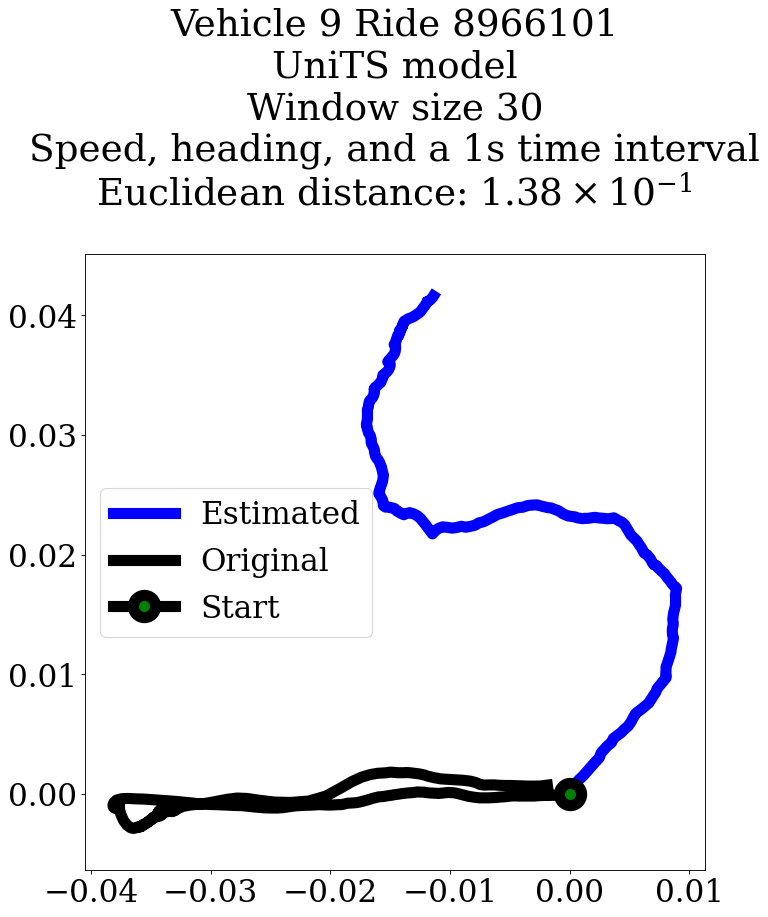 Vehicle 9 Ride 8966101
UniTS model
Window size 30
Speed, heading, and a 1s time interval
Euclidean distance: 1.38 × 10⁻¹
0.04
0.03
Estimated
0.02
Original
Start
0.01
0.00
−0.04 −0.03 −0.02 −0.01 0.00 0.01